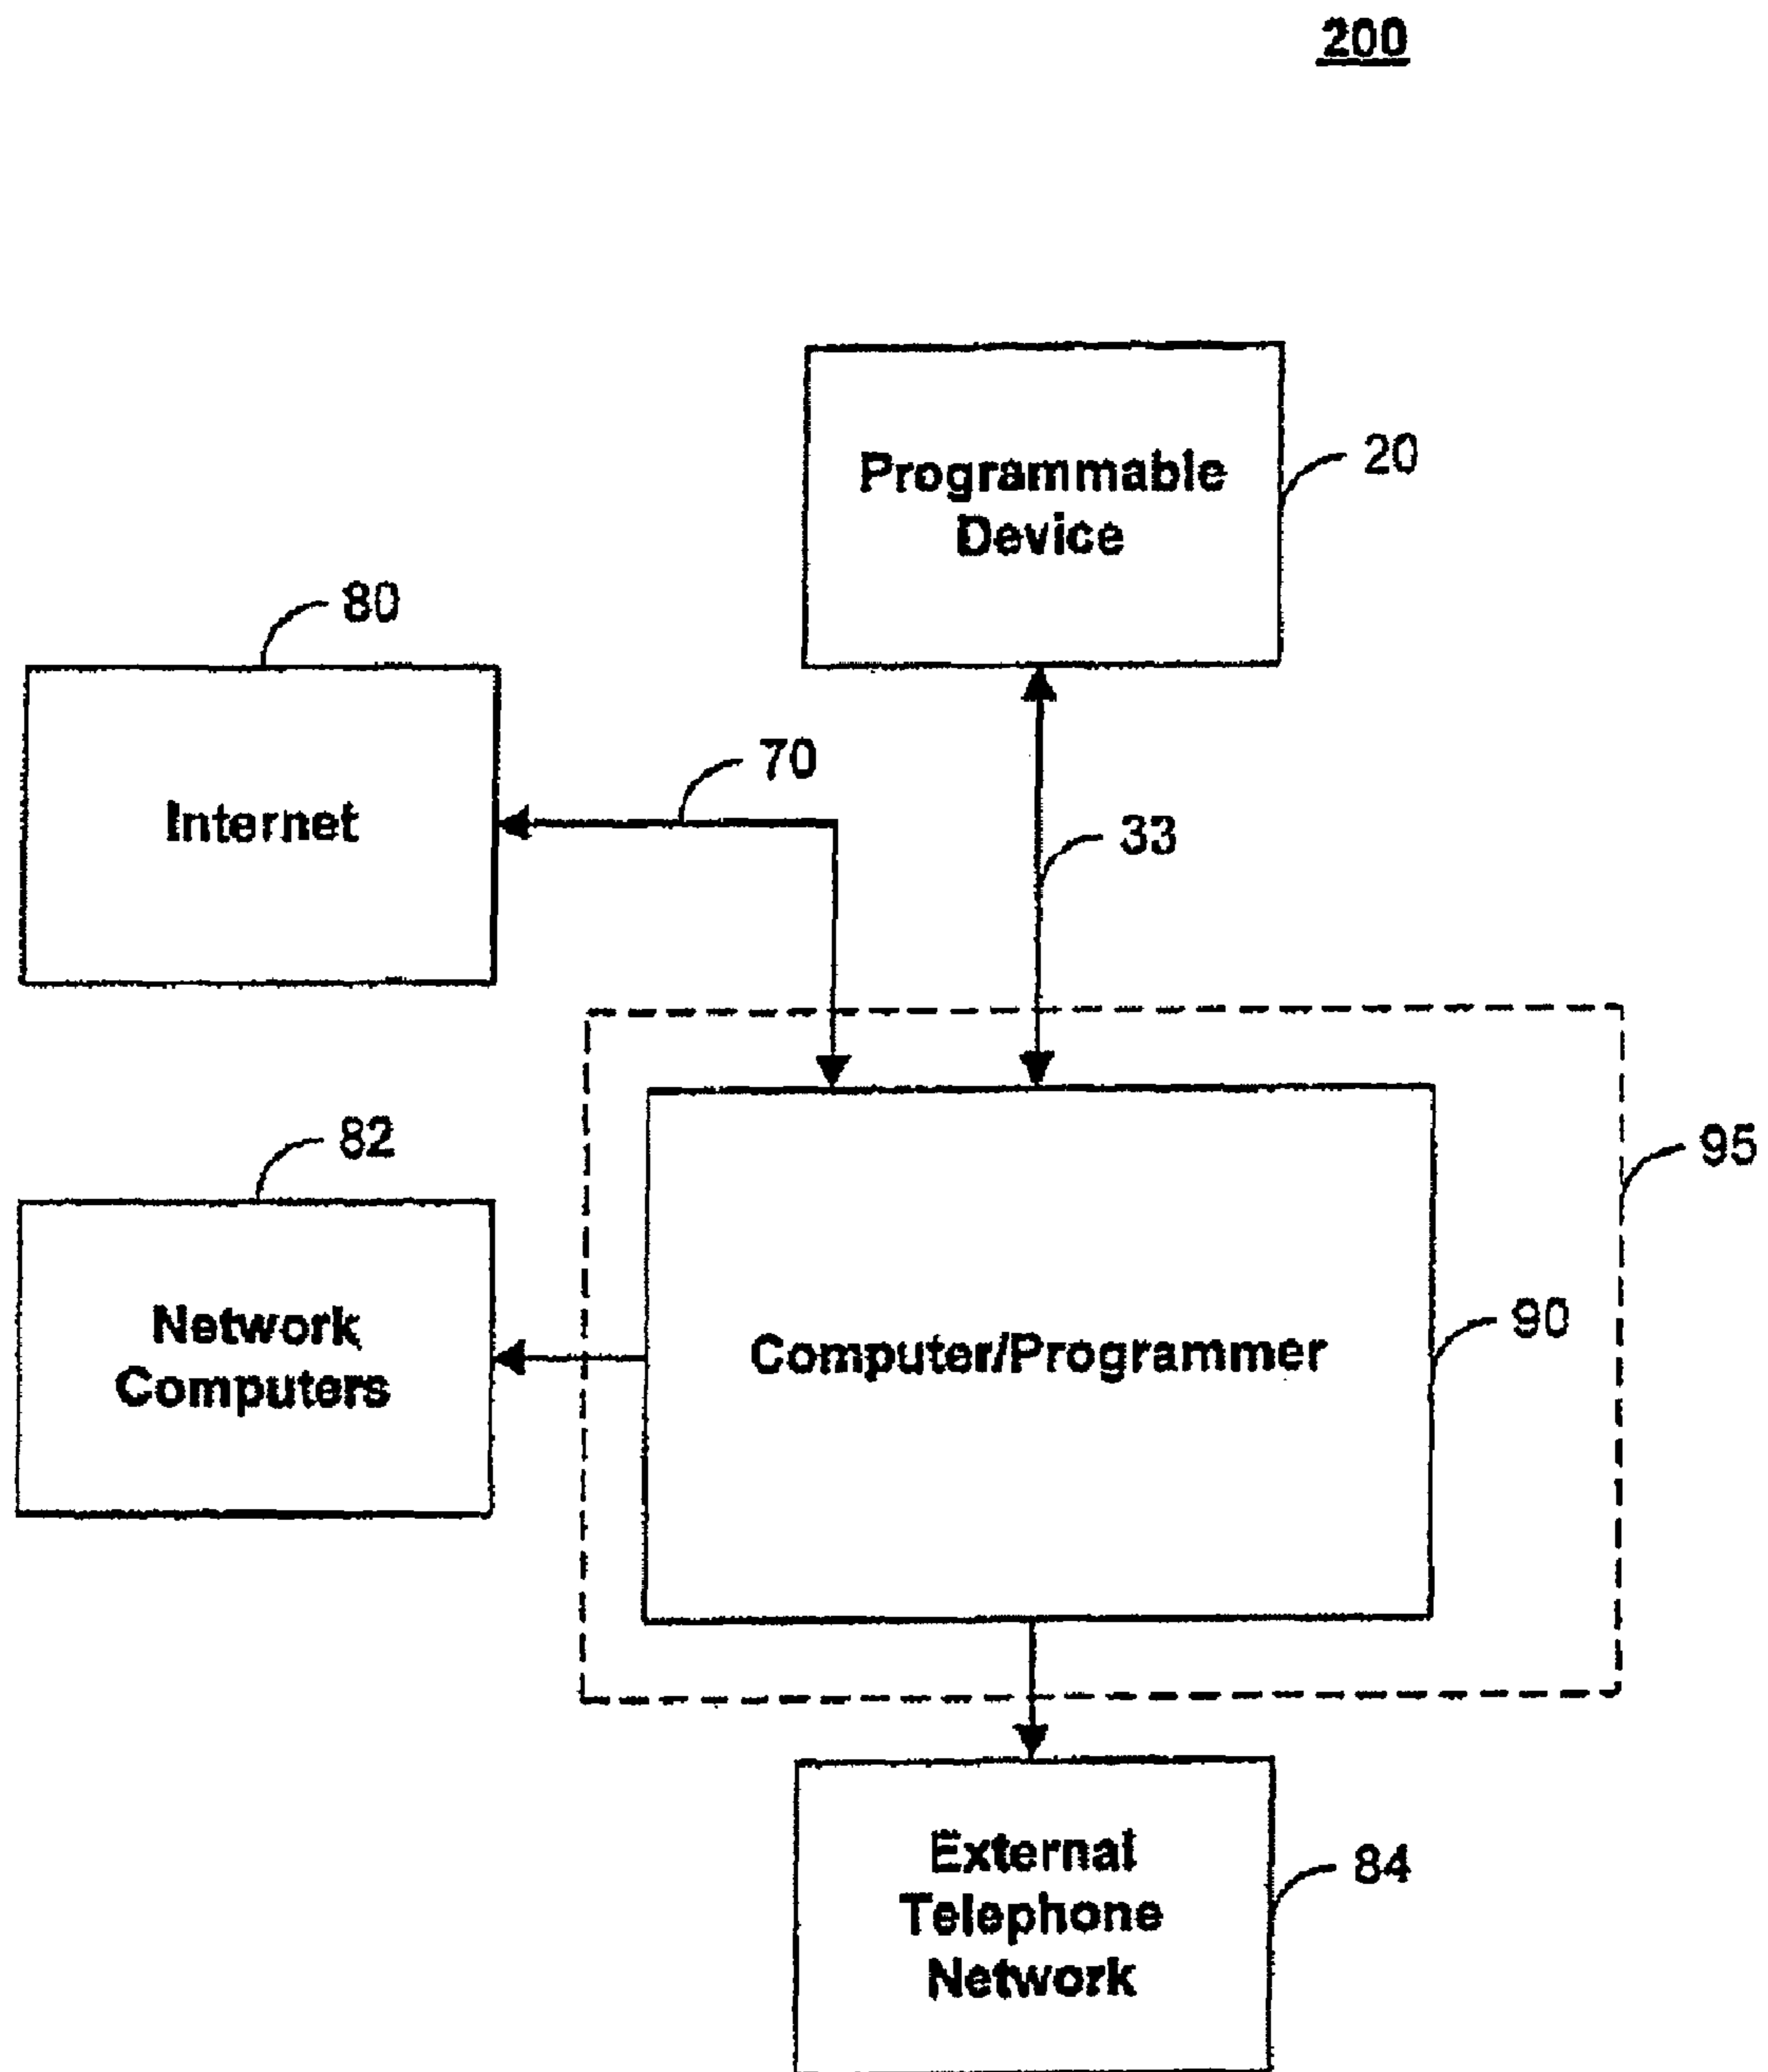 200
Programmable
Device
20
80
Internet
70
33
82
Network
Computers
95
Computer/Programmer
90
External
Telephone
Network
84